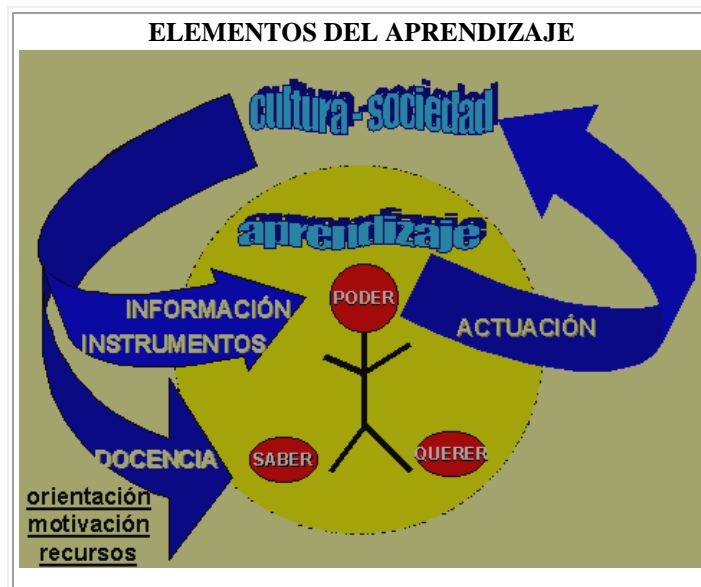 ELEMENTOS DEL APRENDIZAJE
cultura - sociedad
aprendizaje
PODER
INFORMACIÓN
INSTRUMENTOS
ACTUACIÓN
DOCENCIA
SABER
QUERER
orientación
motivación
recursos